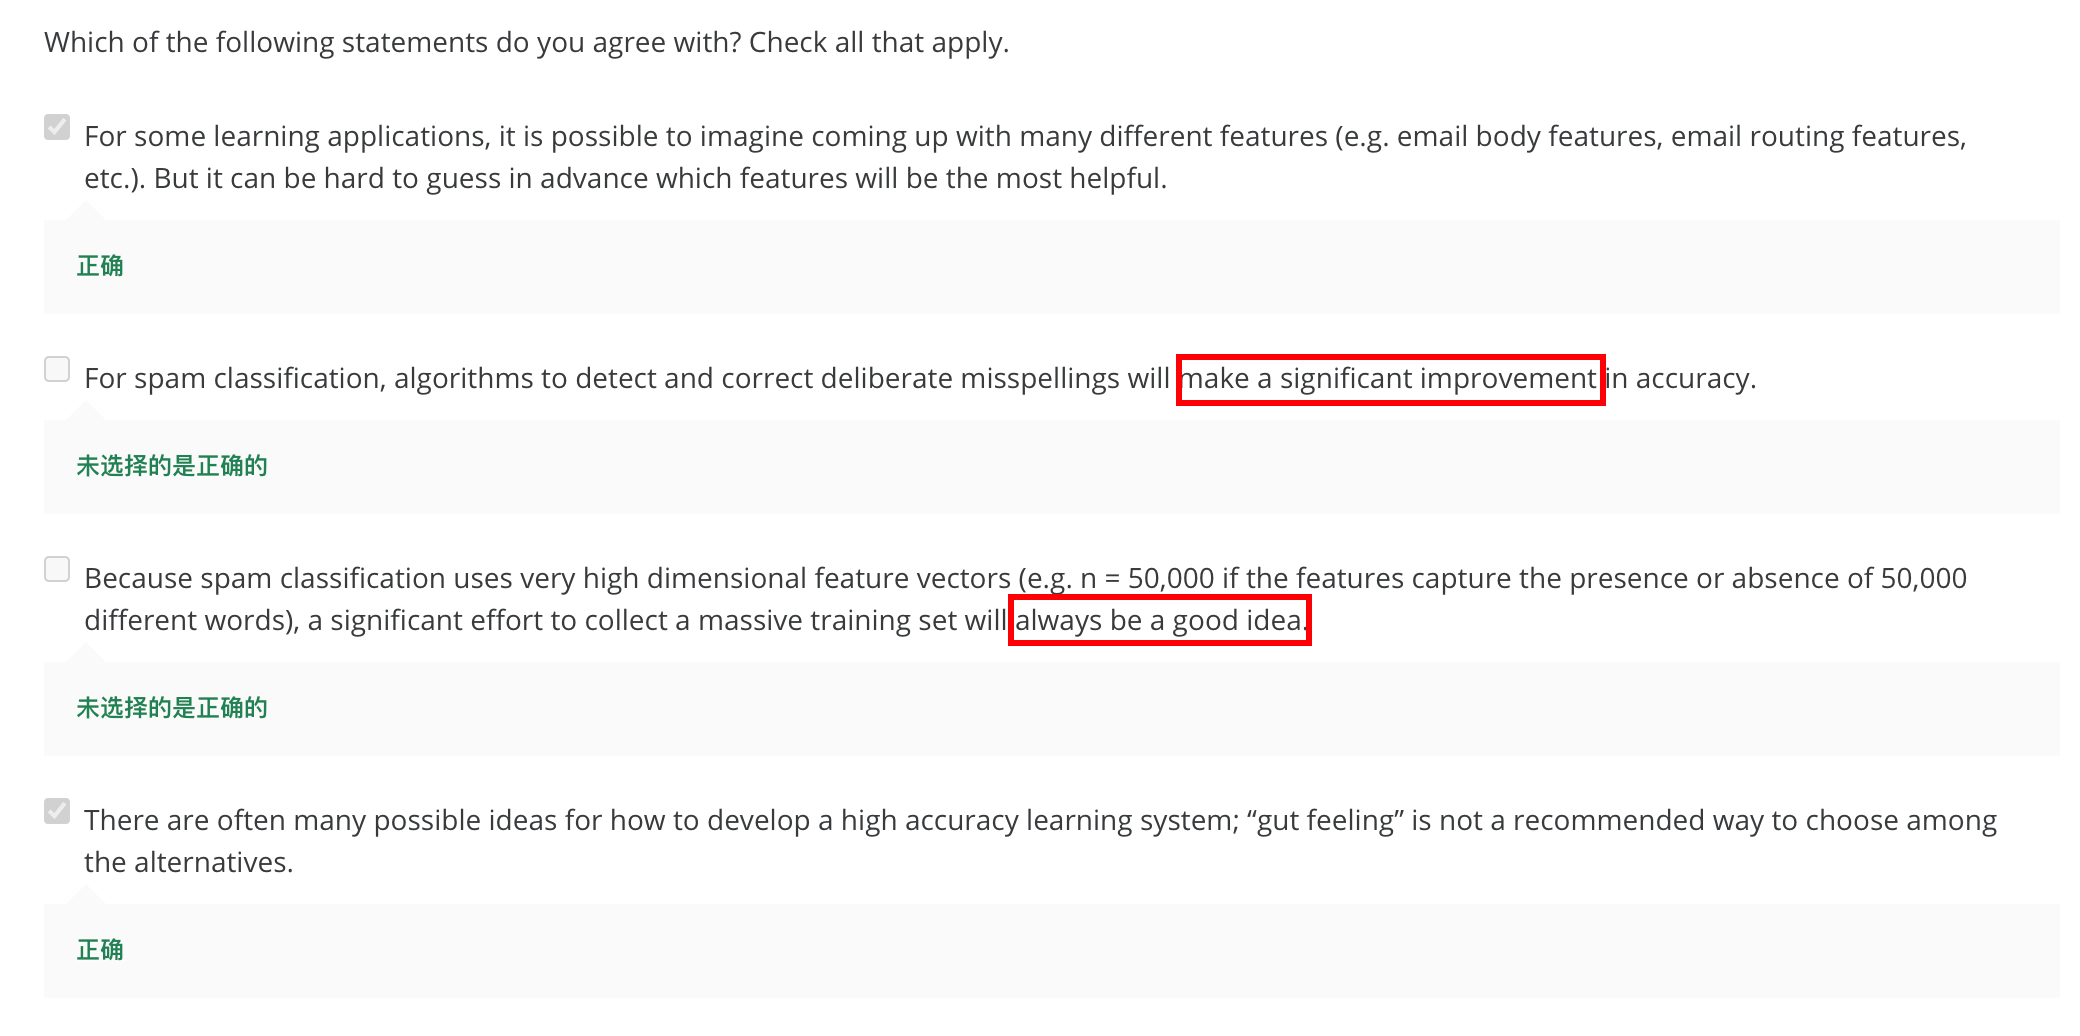 Which of the following statements do you agree with? Check all that apply.
For some learning applications, it is possible to imagine coming up with many different features (e.g. email body features, email routing features,
etc.). But it can be hard to guess in advance which features will be the most helpful.
正确
For spam classification, algorithms to detect and correct deliberate misspellings will make a significant improvement in accuracy.
未选择的是正确的
Because spam classification uses very high dimensional feature vectors (e.g. n = 50,000 if the features capture the presence or absence of 50,000
different words), a significant effort to collect a massive training set will always be a good idea.
未选择的是正确的
There are often many possible ideas for how to develop a high accuracy learning system; “gut feeling” is not a recommended way to choose among
the alternatives.
正确